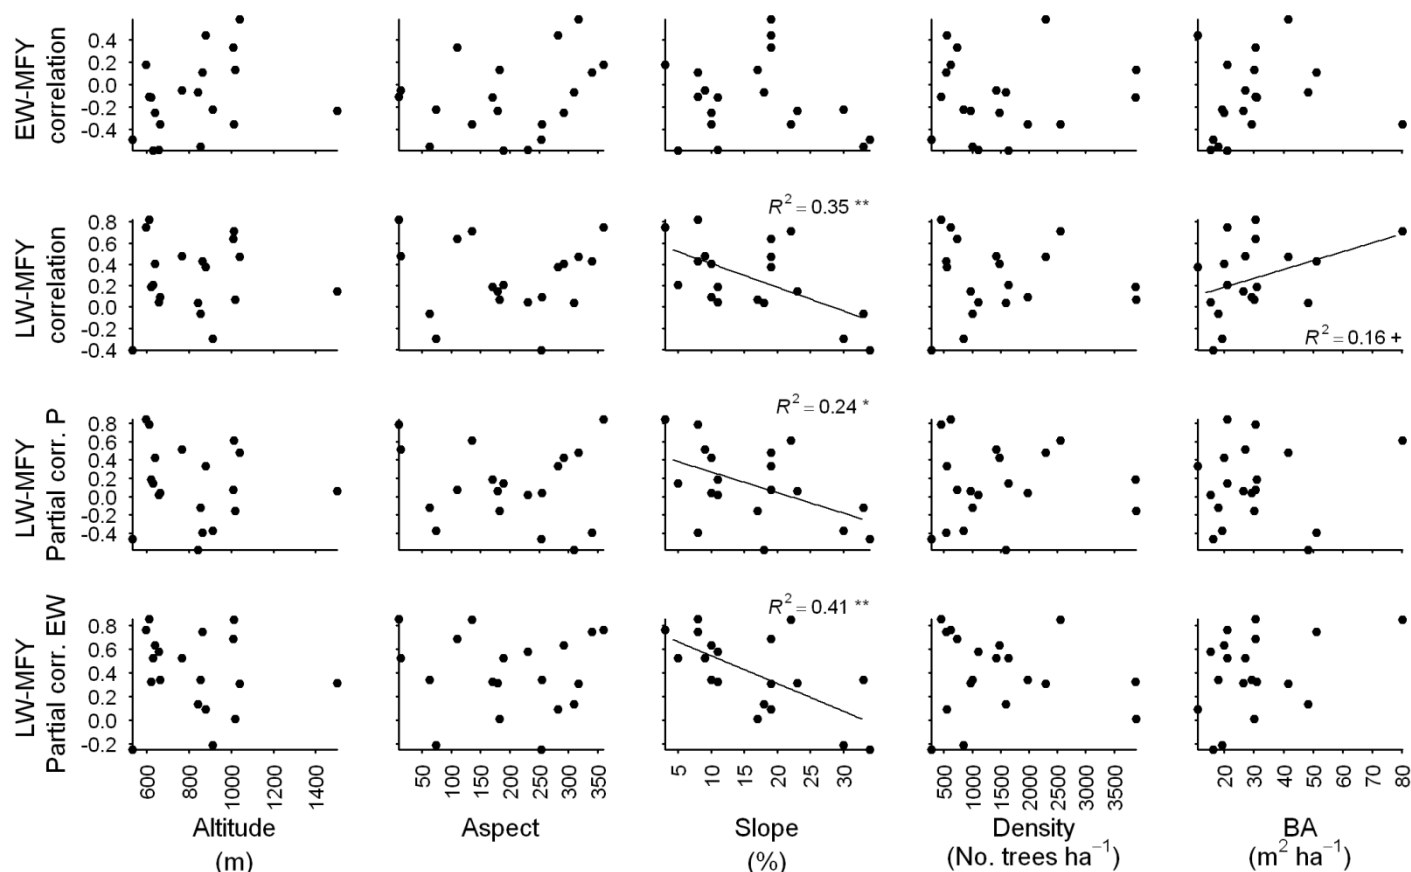 EW-MFY
correlation
0.4
0.2
0.0
-0.2
-0.4
LW-MFY
correlation
0.8
0.6
0.4
0.2
0.0
-0.2
-0.4
R² = 0.35 **
R² = 0.16 +
LW-MFY
Partial corr. P
0.8
0.6
0.4
0.2
0.0
-0.2
-0.4
R² = 0.24 *
LW-MFY
Partial corr. EW
0.8
0.6
0.4
0.2
0.0
-0.2
R² = 0.41 **
600 800 1000 1200 1400
50 100 150 200 250 300 350
5 10 15 20 25 30
500 1000 1500 2000 2500 3000 3500
20 30 40 50 60 70 80
Altitude
(m)
Aspect
Slope
(%)
Density
(No. trees ha⁻¹)
BA
(m² ha⁻¹)